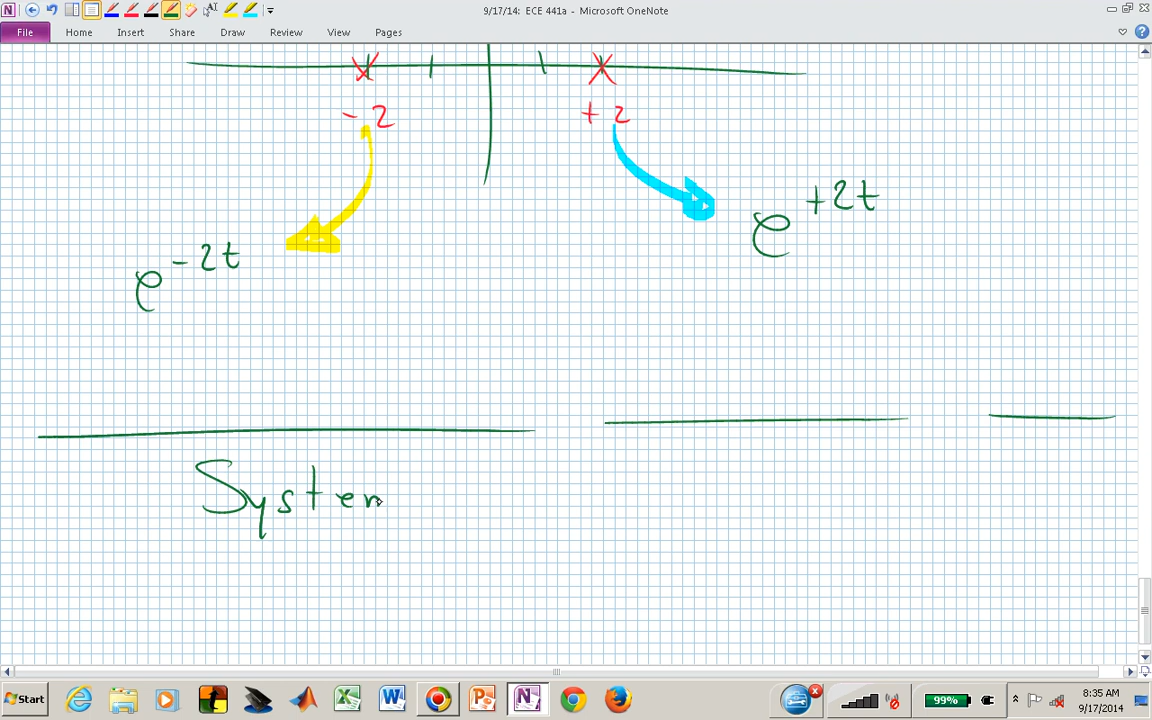 9/17/14: ECE 441a - Microsoft OneNote
File Home Insert Share Draw Review View Pages
- 2 + 2
e^{+2t}
e^{-2t}
System
Start 99% 8:35 AM
9/17/2014